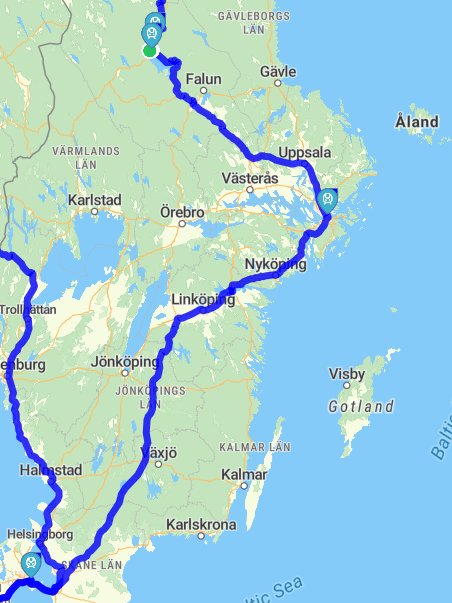 GÄVLEBORGS
LÄN
Falun
Gävle
Åland
VÄRMLANDS
LÄN
Uppsala
Västerås
Karlstad
Örebro
Nyköping
Linköping
Trollhättan
enburg
Jönköping
JÖNKÖPINGS
LÄN
Visby
Gotland
Baltic
Växjö
KALMAR LÄN
Halmstad
Kalmar
Karlskrona
Helsingborg
SKÅNE LÄN
ltic Sea